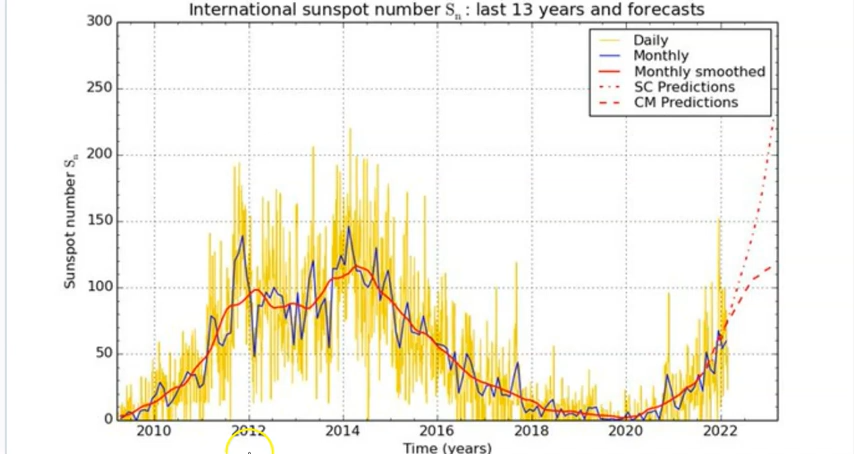 International sunspot number Sn : last 13 years and forecasts
300
250
200
150
100
50
0
Sunspot number Sn
Daily
Monthly
Monthly smoothed
SC Predictions
CM Predictions
2010 2012 2014 2016 2018 2020 2022
Time (years)